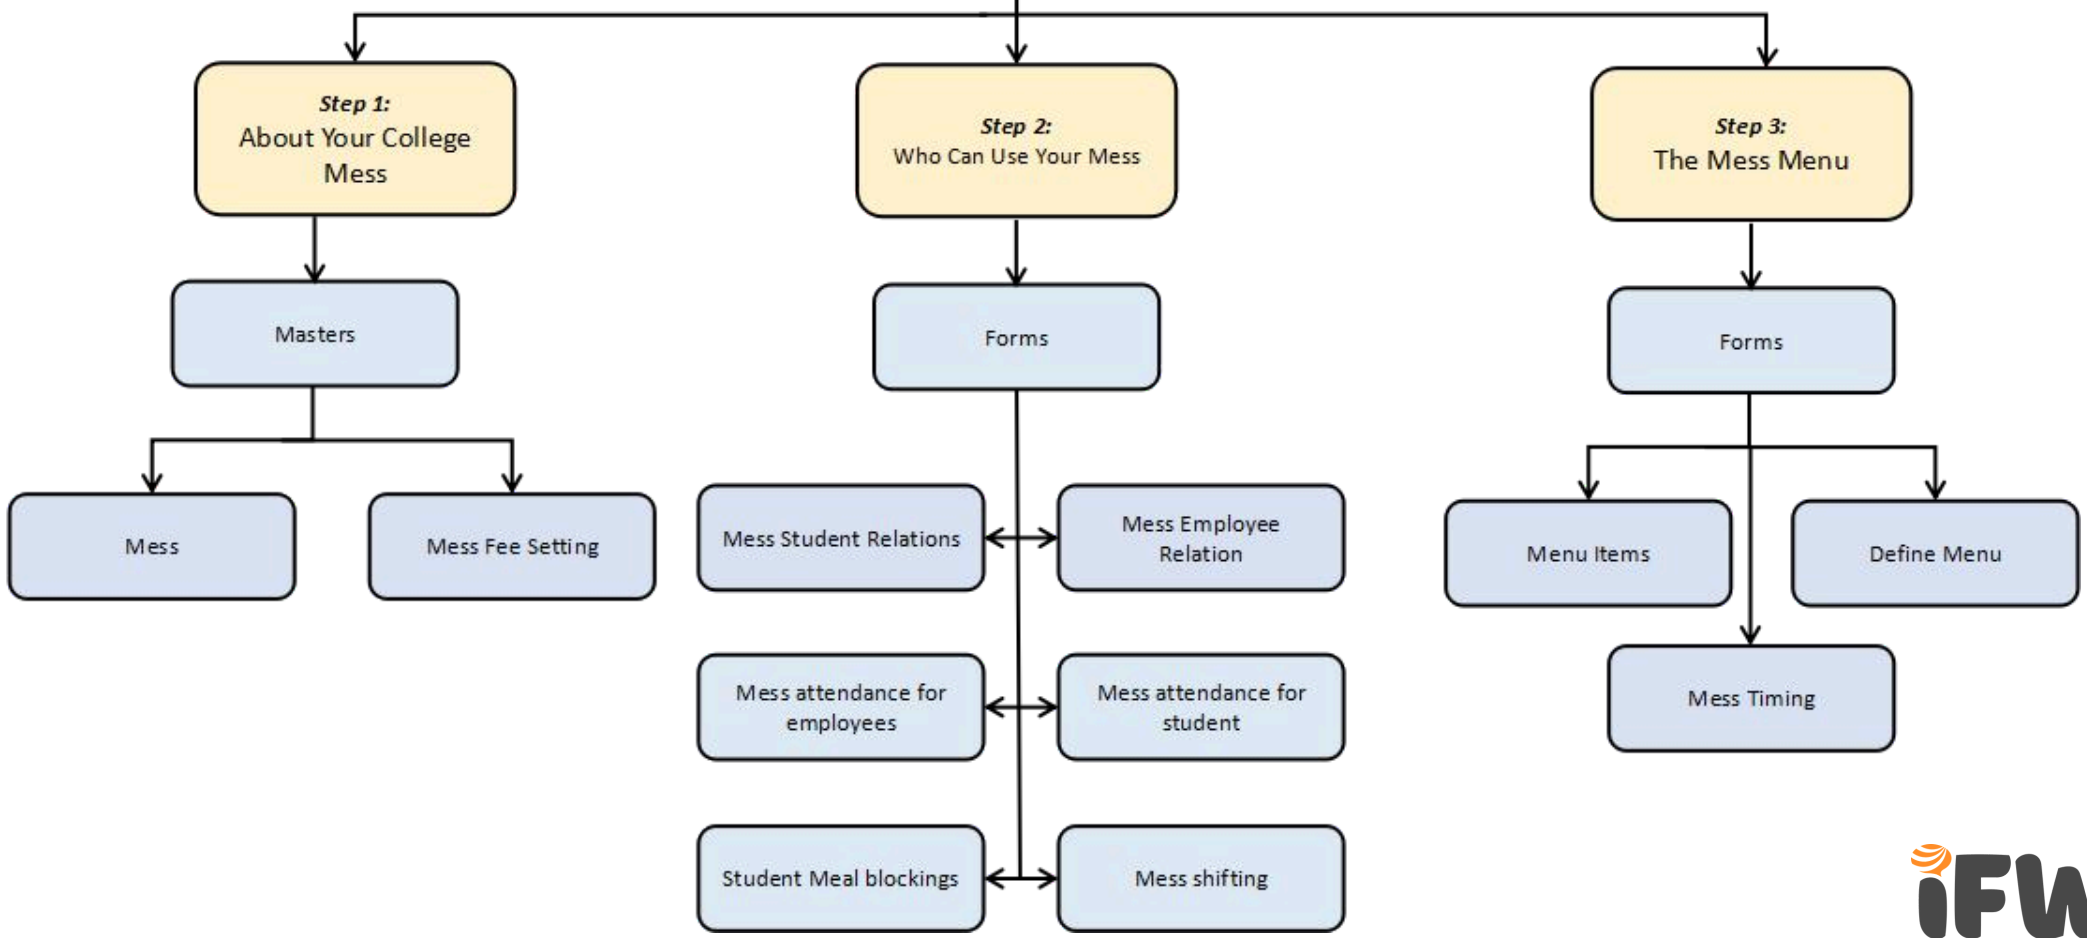 Step 1:
About Your College
Mess
Step 2:
Who Can Use Your Mess
Step 3:
The Mess Menu
Masters
Forms
Forms
Mess
Mess Fee Setting
Mess Student Relations
Mess Employee
Relation
Menu Items
Define Menu
Mess attendance for
employees
Mess attendance for
student
Mess Timing
Student Meal blockings
Mess shifting